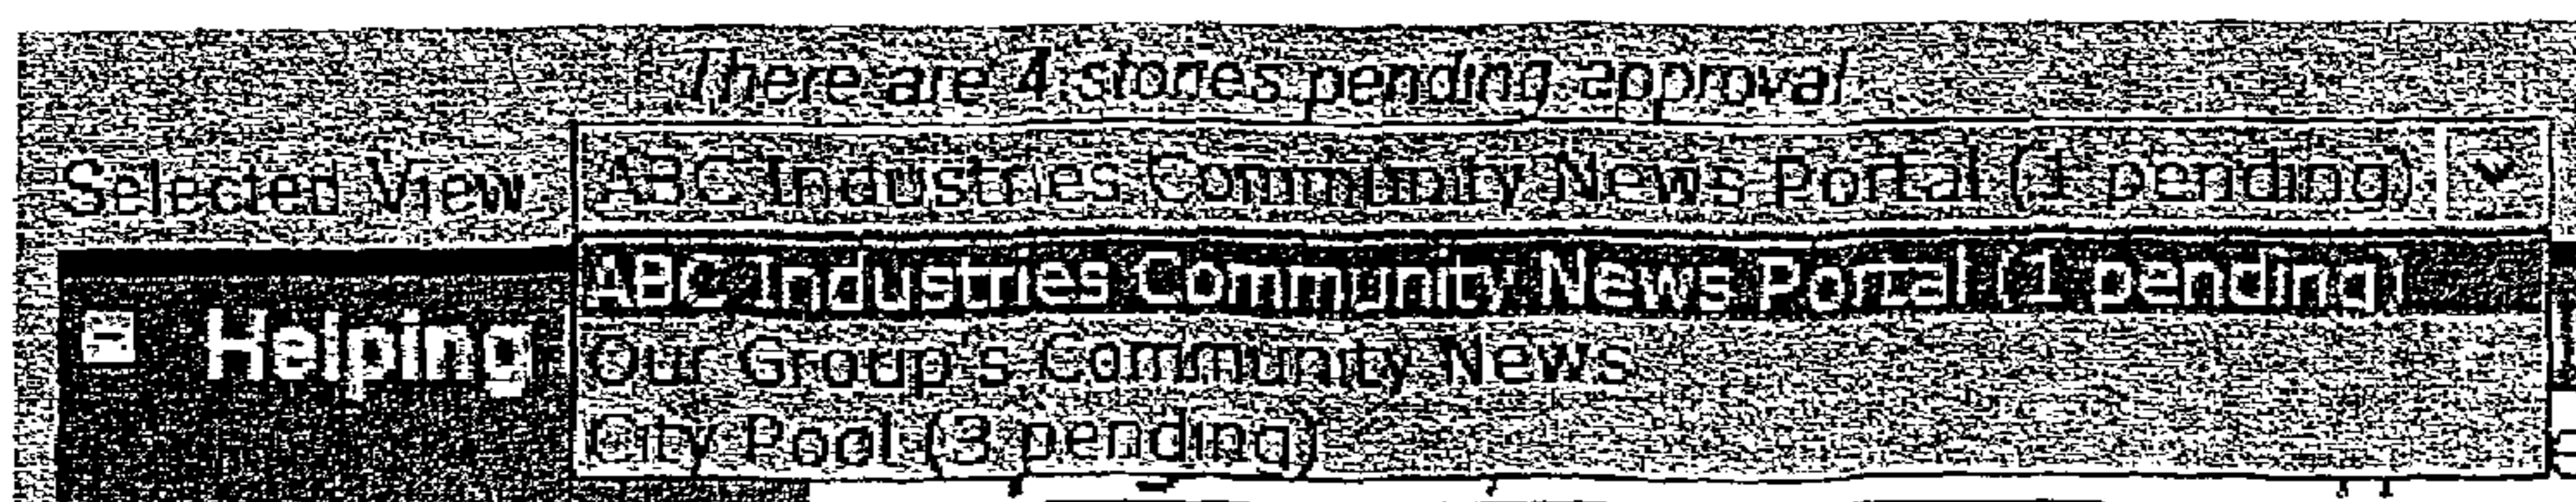 There are 4 stories pending approval
Selected View
ABC Industries Community News Portal (1 pending)
ABC Industries Community News Portal (1 pending)
Helping
Our Group's Community News
City Pool (3 pending)